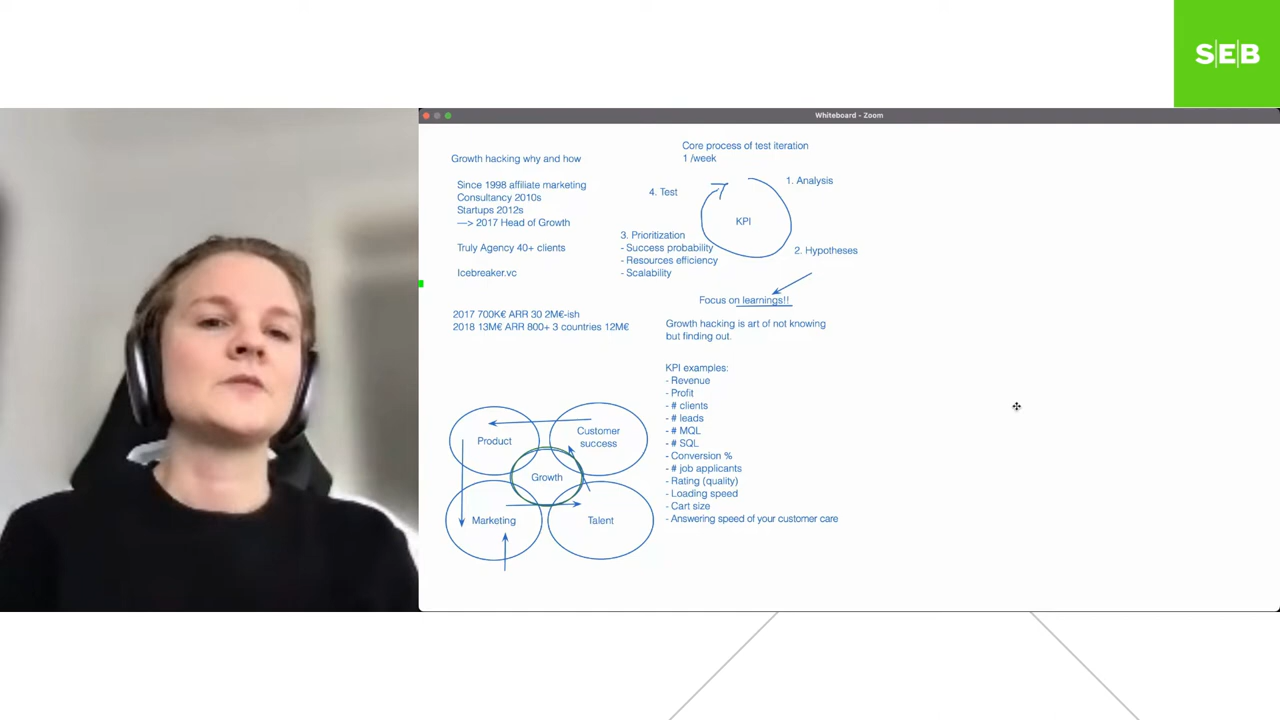 S|E|B
Whiteboard - Zoom
Growth hacking why and how
Since 1998 affiliate marketing
Consultancy 2010s
Startups 2012s
—> 2017 Head of Growth
Truly Agency 40+ clients
Icebreaker.vc
2017 700K€ ARR 30 2M€-ish
2018 13M€ ARR 800+ 3 countries 12M€
Product
Customer
success
Growth
Marketing
Talent
Core process of test iteration
1 /week
1. Analysis
4. Test
KPI
3. Prioritization
- Success probability
- Resources efficiency
- Scalability
2. Hypotheses
Focus on learnings!!
Growth hacking is art of not knowing
but finding out.
KPI examples:
- Revenue
- Profit
- # clients
- # leads
- # MQL
- # SQL
- Conversion %
- # job applicants
- Rating (quality)
- Loading speed
- Cart size
- Answering speed of your customer care